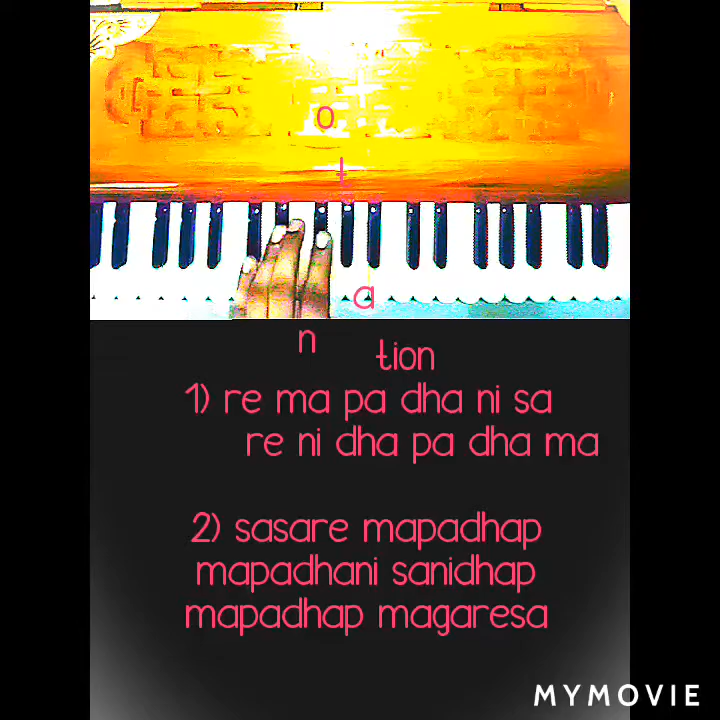 o
t
a
n
tion
1) re ma pa dha ni sa
re ni dha pa dha ma
2) sasare mapadhap
mapadhani sanidhap
mapadhap magaresa
MYMOVIE